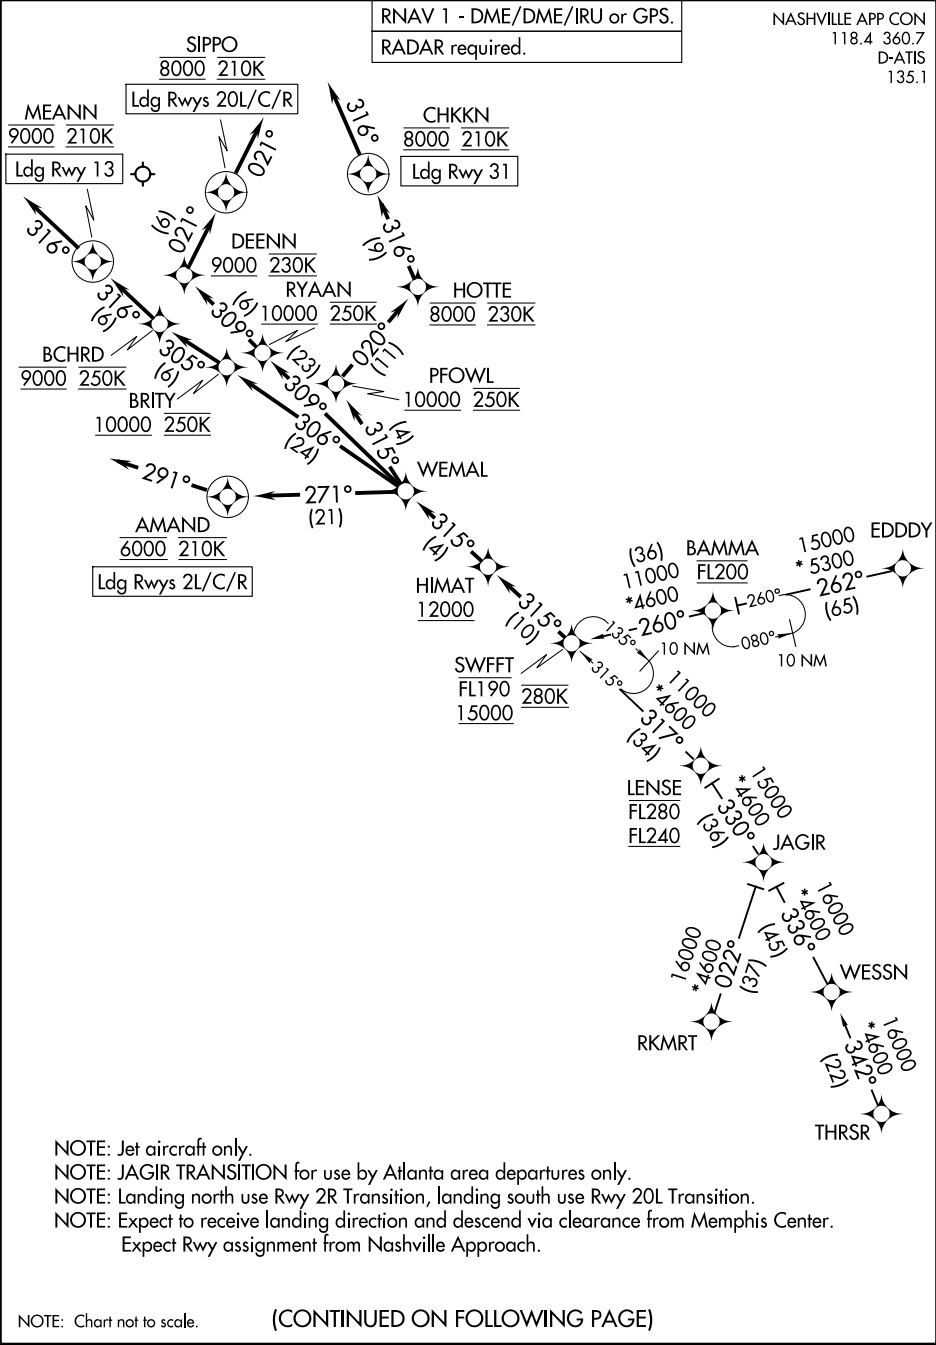 RNAV 1 - DME/DME/IRU or GPS.
RADAR required.
NASHVILLE APP CON
118.4 360.7
D-ATIS
135.1
SIPPO
8000 210K
Ldg Rwys 20L/C/R
MEANN
9000 210K
Ldg Rwy 13
CHKKN
8000 210K
Ldg Rwy 31
316°
021°
316°
(6)
021°
DEENN
9000 230K
316°
(9)
316°
(6)
(6)
309°
RYAAN
10000 250K
HOTTE
8000 230K
BCHRD
9000 250K
305°
(6)
(23)
309°
020°
(11)
PFOWL
10000 250K
BRITY
10000 250K
306°
(24)
(4)
315°
WEMAL
291°
271°
(21)
AMAND
6000 210K
Ldg Rwys 2L/C/R
315°
(4)
HIMAT
12000
315°
(10)
(36)
11000
*4600
260°
BAMMA
FL200
15000
*5300
262°
(65)
EDDDY
260°
080°
10 NM
135°
10 NM
315°
SWFFT
FL190
15000
280K
11000
*4600
317°
(34)
LENSE
FL280
FL240
15000
*4600
330°
(36)
JAGIR
16000
*4600
336°
(45)
16000
*4600
022°
(37)
WESSN
RKMRT
16000
*4600
342°
(22)
THRSR
NOTE: Jet aircraft only.
NOTE: JAGIR TRANSITION for use by Atlanta area departures only.
NOTE: Landing north use Rwy 2R Transition, landing south use Rwy 20L Transition.
NOTE: Expect to receive landing direction and descend via clearance from Memphis Center.
Expect Rwy assignment from Nashville Approach.
NOTE: Chart not to scale.
(CONTINUED ON FOLLOWING PAGE)